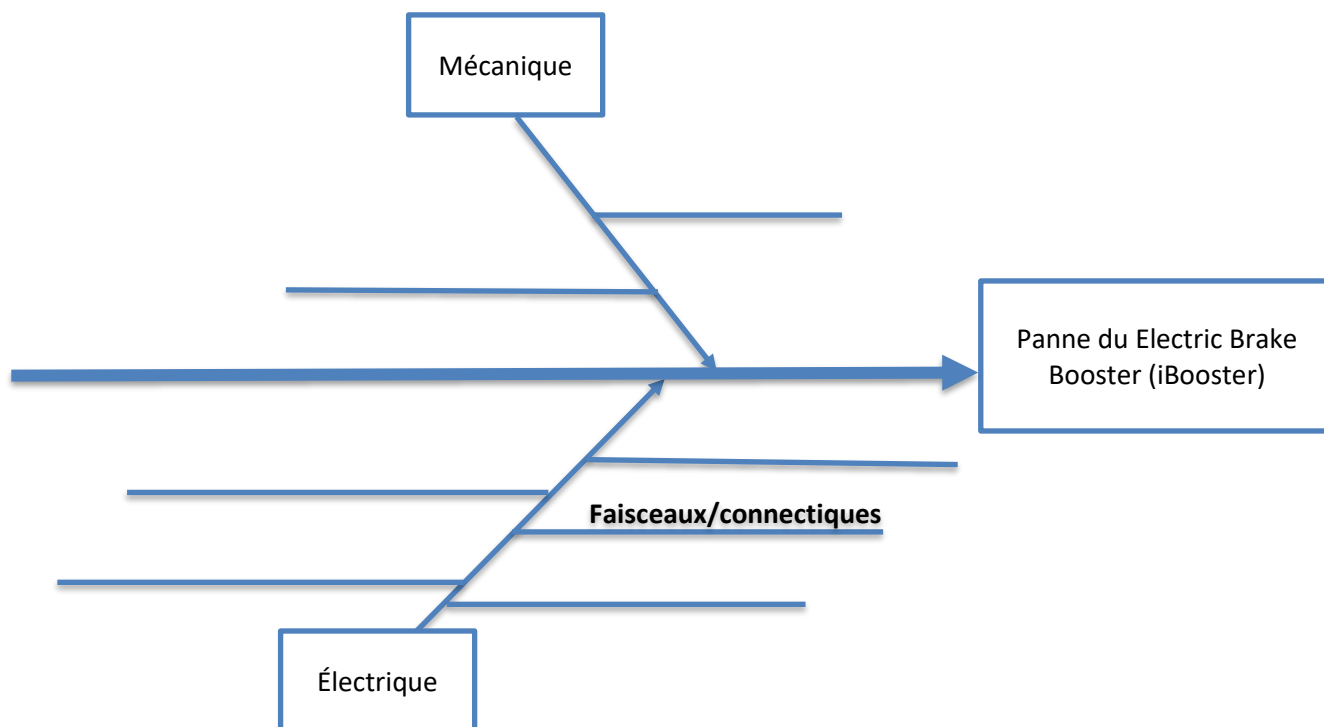 Mécanique
Panne du Electric Brake
Booster (iBooster)
Faisceaux/connectiques
Électrique